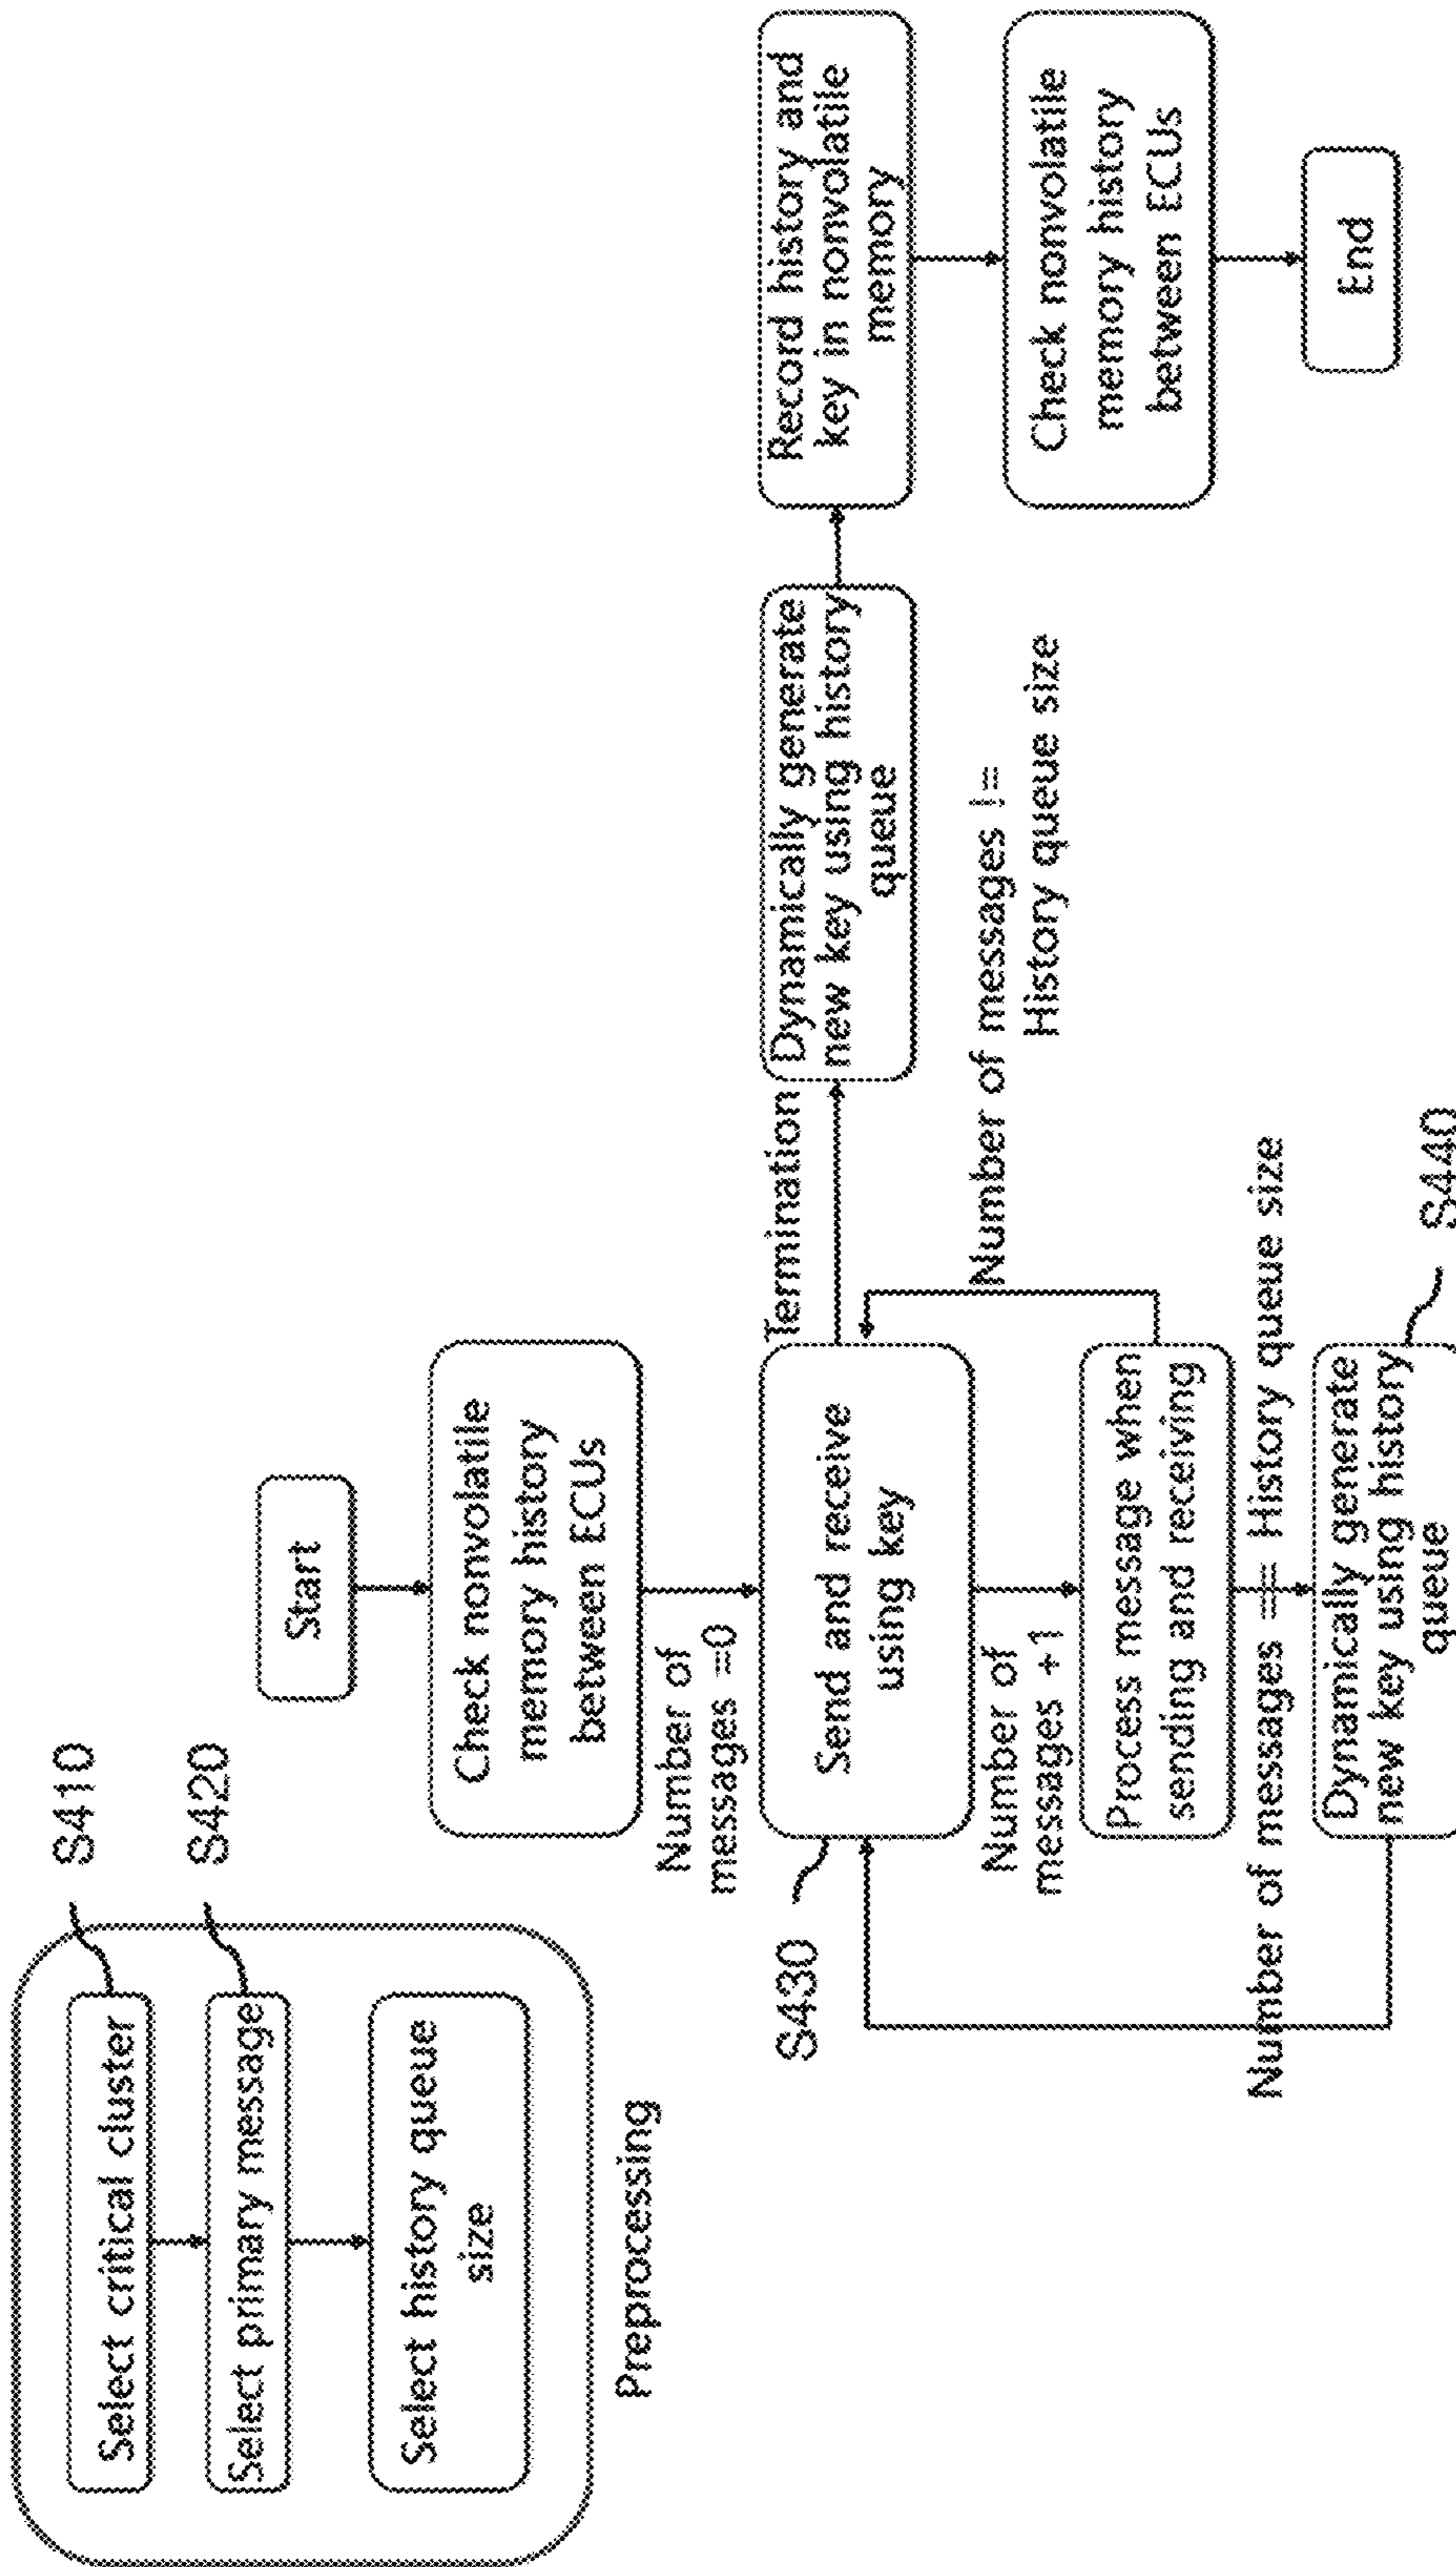 S410
Select critical cluster
S420
Select primary message
Select history queue
size
Preprocessing
Start
Check nonvolatile
memory history
between ECUs
Number of
messages =0
S430
Send and receive
using key
Number of
messages +1
Process message when
sending and receiving
Number of messages == History queue size
Dynamically generate
new key using history
queue
S440
Termination
Number of messages !=
History queue size
Dynamically generate
new key using history
queue
Record history and
key in nonvolatile
memory
Check nonvolatile
memory history
between ECUs
End